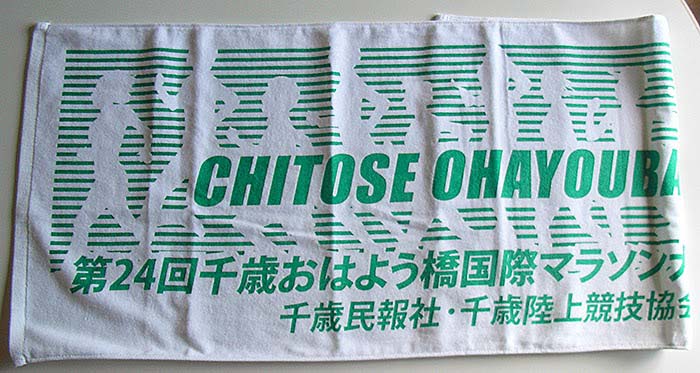 CHITOSE OHAYOUBA
第24回千歳おはよう橋国際マラソン
千歳民報社・千歳陸上競技協会